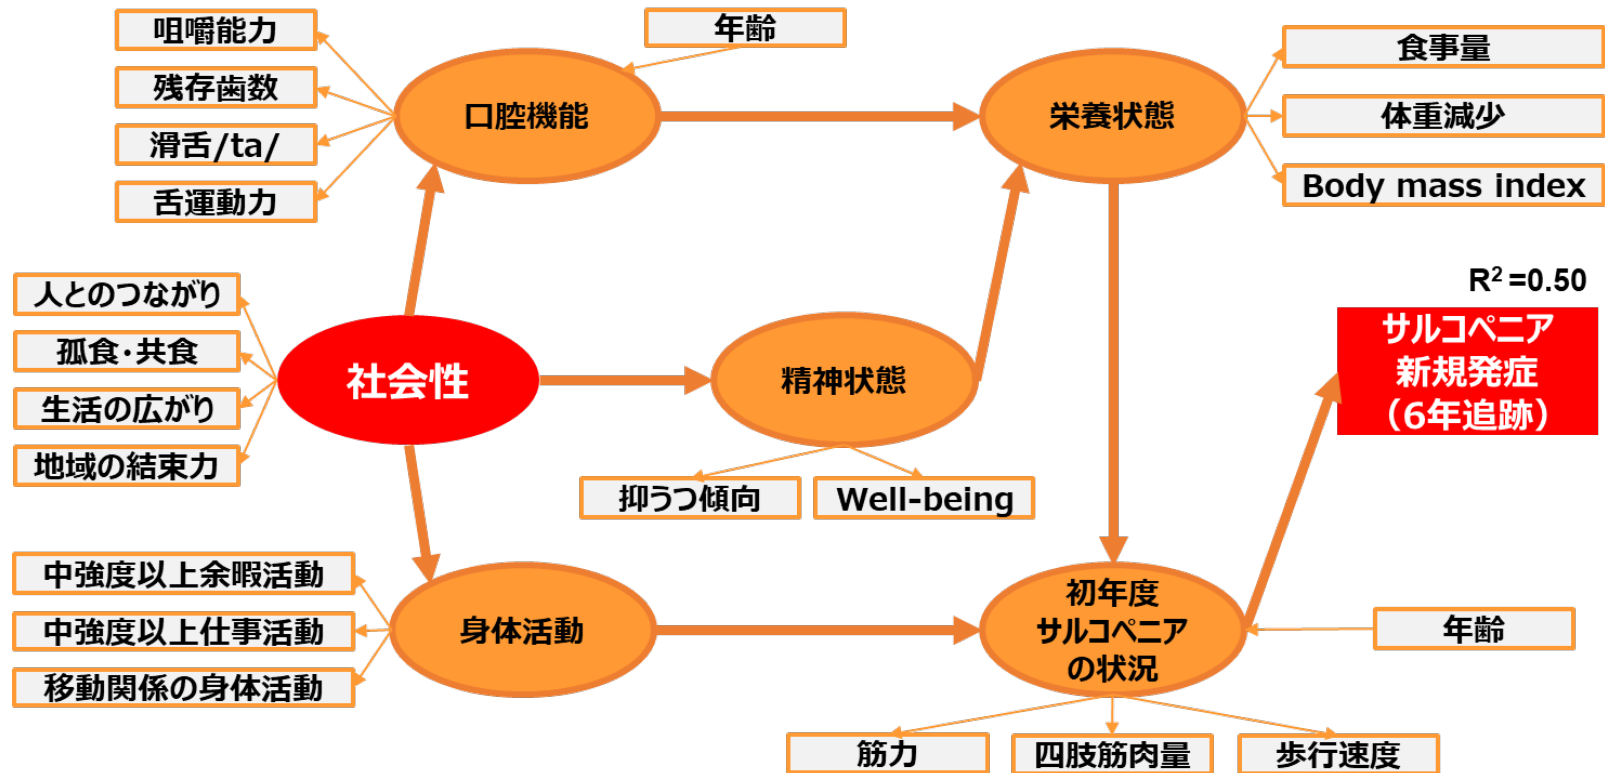 咀嚼能力
年齢
残存歯数
口腔機能
滑舌/ta/
舌運動力
栄養状態
食事量
体重減少
Body mass index
人とのつながり
孤食・共食
生活の広がり
地域の結束力
社会性
精神状態
抑うつ傾向
Well-being
R² =0.50
サルコペニア
新規発症
（6年追跡）
中強度以上余暇活動
中強度以上仕事活動
移動関係の身体活動
身体活動
初年度
サルコペニア
の状況
年齢
筋力
四肢筋肉量
歩行速度